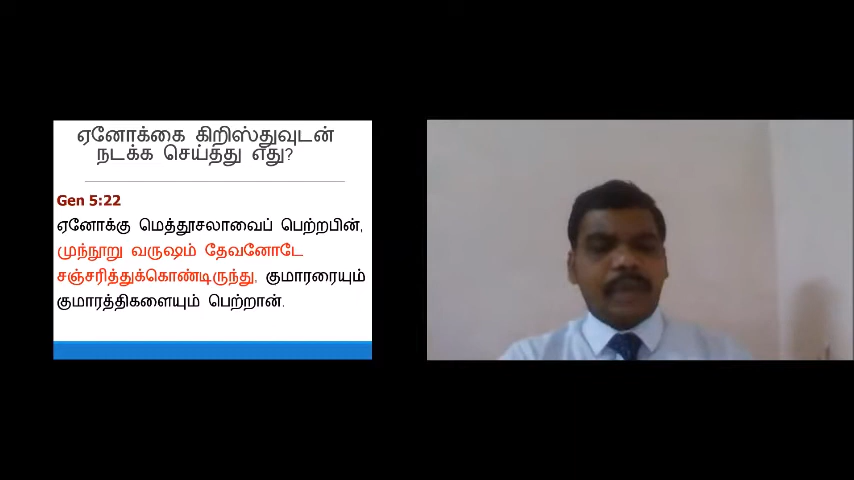 ஏனோக்கை கிறிஸ்துவுடன்
நடக்க செய்தது எது?
Gen 5:22
ஏனோக்கு மெத்தூசலாவைப் பெற்றபின்,
முந்நூறு வருஷம் தேவனோடே
சஞ்சரித்துக்கொண்டிருந்து, குமாரரையும்
குமாரத்திகளையும் பெற்றான்.